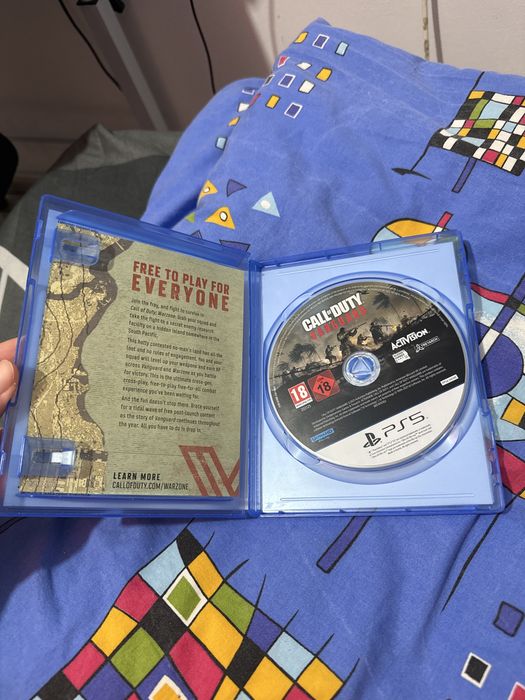 FREE TO PLAY FOR
EVERYONE
Join the fray, and fight to survive in
Call of Duty: Warzone. Grab your squad and
take the fight to a secret enemy research
facility on a hidden island somewhere in the
South Pacific.
This hotly contested no-man's land has all the
loot and no rules of engagement. You and your
squad will level up your weapons and earn XP
across Vanguard and Warzone as you battle
for victory. This is the ultimate cross-gen,
cross-play, free-to-play free-for-all combat
experience you've been waiting for.
And the fun doesn't stop there. Brace yourself
for a tidal wave of free post-launch content
as the story of Vanguard continues throughout
the year. All you have to do is drop in.
LEARN MORE
CALLOFDUTY.COM/WARZONE
CALL OF DUTY
VANGUARD
ACTIVISION
18
18
PS5